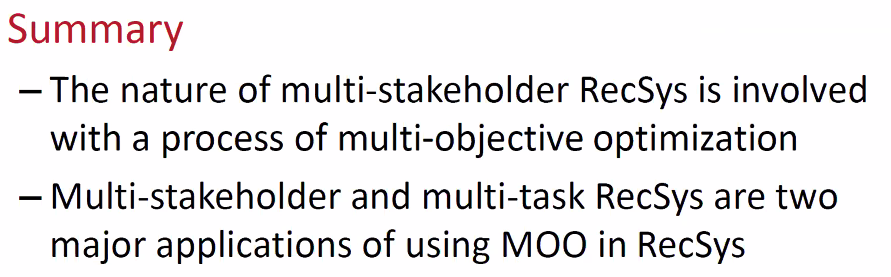 Summary
– The nature of multi-stakeholder RecSys is involved
with a process of multi-objective optimization
– Multi-stakeholder and multi-task RecSys are two
major applications of using MOO in RecSys